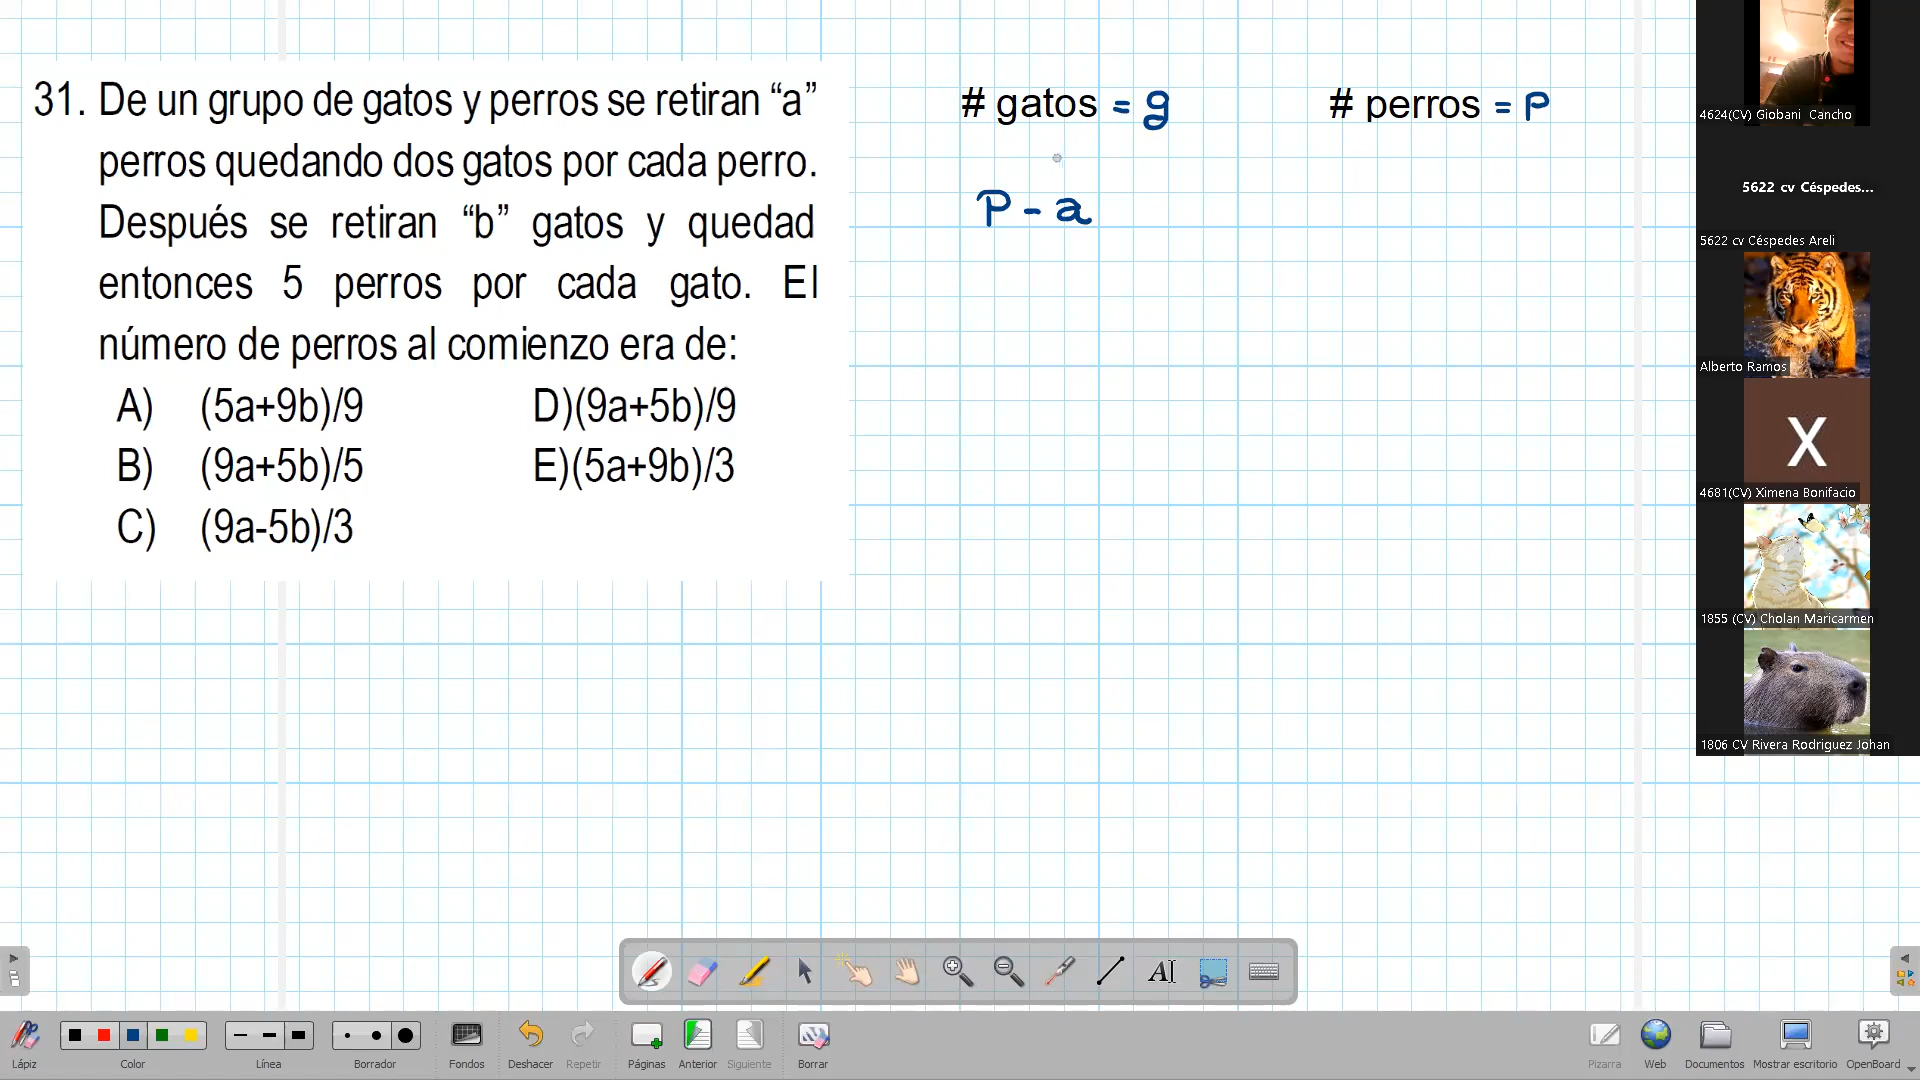 31. De un grupo de gatos y perros se retiran “a”
perros quedando dos gatos por cada perro.
Después se retiran “b” gatos y quedad
entonces 5 perros por cada gato. El
número de perros al comienzo era de:
A) (5a+9b)/9 D)(9a+5b)/9
B) (9a+5b)/5 E)(5a+9b)/3
C) (9a-5b)/3
# gatos = g
# perros = P
P - a
4624(CV) Giobani Cancho
5622 cv Céspedes...
5622 cv Céspedes Areli
Alberto Ramos
X
4681(CV) Ximena Bonifacio
1855 (CV) Cholan Maricarmen
1806 CV Rivera Rodriguez Johan
AI
Lápiz
Color
Línea
Borrador
Fondos
Deshacer
Repetir
Páginas
Anterior
Siguiente
Borrar
Pizarra
Web
Documentos
Mostrar escritorio
OpenBoard